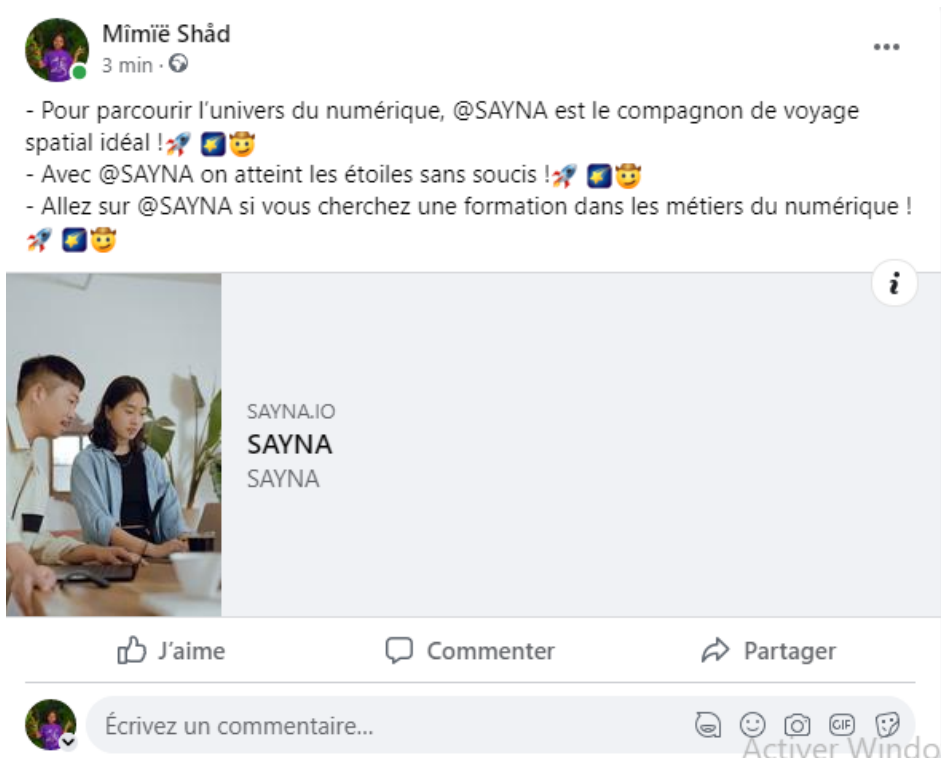 Mîmïë Shåd
3 min ·
- Pour parcourir l’univers du numérique, @SAYNA est le compagnon de voyage
spatial idéal !🚀 🌠🤠
- Avec @SAYNA on atteint les étoiles sans soucis !🚀 🌠🤠
- Allez sur @SAYNA si vous cherchez une formation dans les métiers du numérique !
🚀 🌠🤠
i
SAYNA.IO
SAYNA
SAYNA
J’aime
Commenter
Partager
Écrivez un commentaire...
GIF
Activer Windo